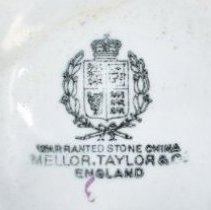 WARRANTED STONE CHINA
MELLOR, TAYLOR & Co
ENGLAND